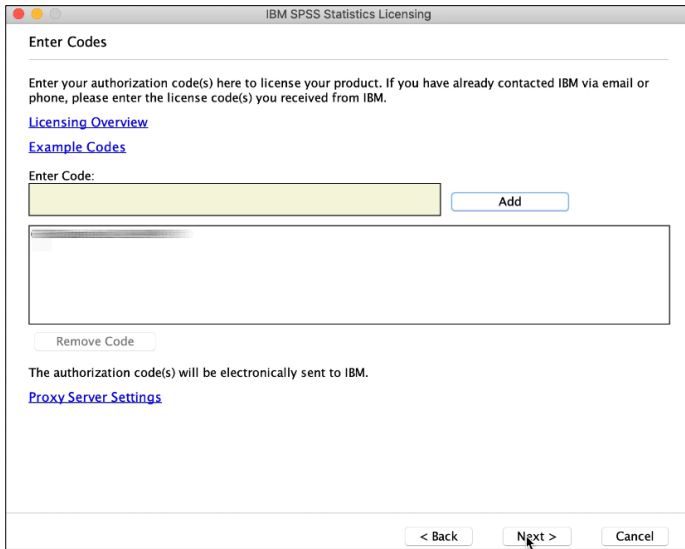 IBM SPSS Statistics Licensing
Enter Codes
Enter your authorization code(s) here to license your product. If you have already contacted IBM via email or
phone, please enter the license code(s) you received from IBM.
Licensing Overview
Example Codes
Enter Code:
Add
Remove Code
The authorization code(s) will be electronically sent to IBM.
Proxy Server Settings
< Back Next > Cancel